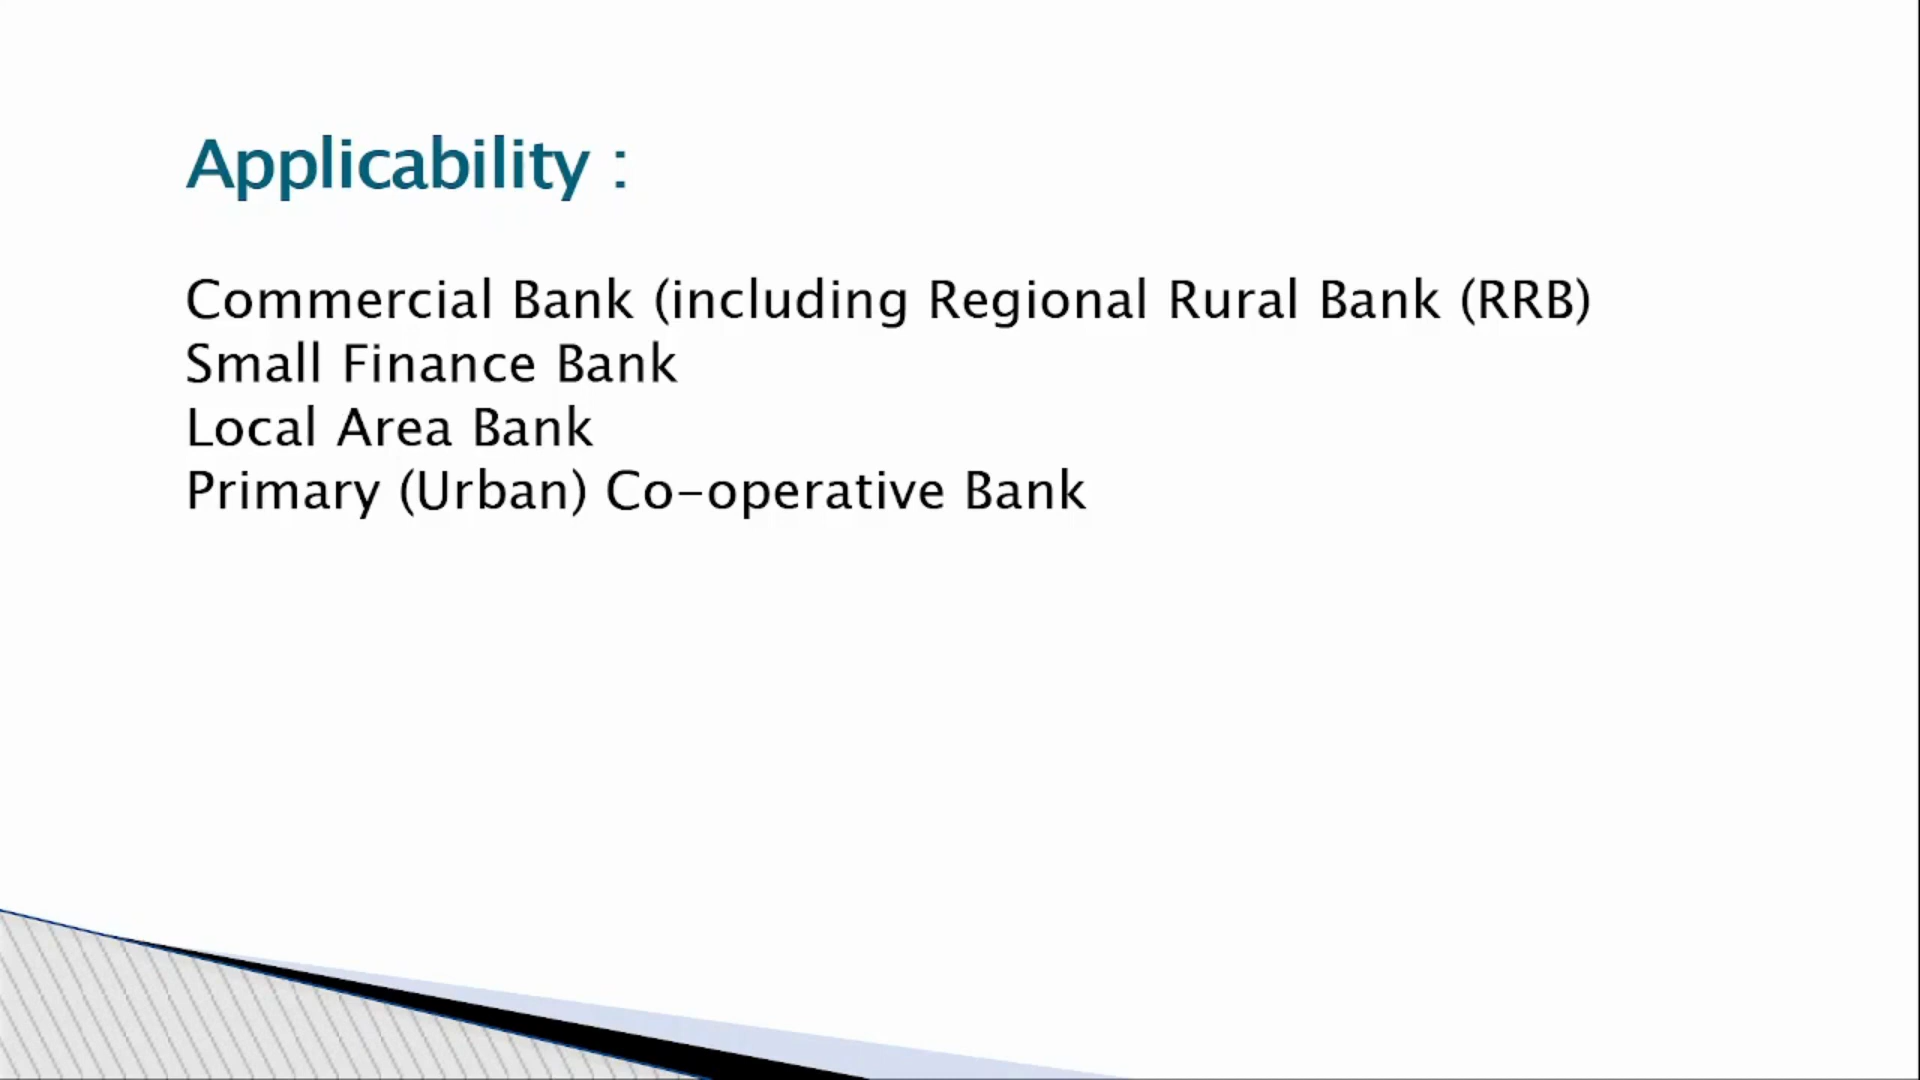 Applicability :
Commercial Bank (including Regional Rural Bank (RRB)
Small Finance Bank
Local Area Bank
Primary (Urban) Co-operative Bank